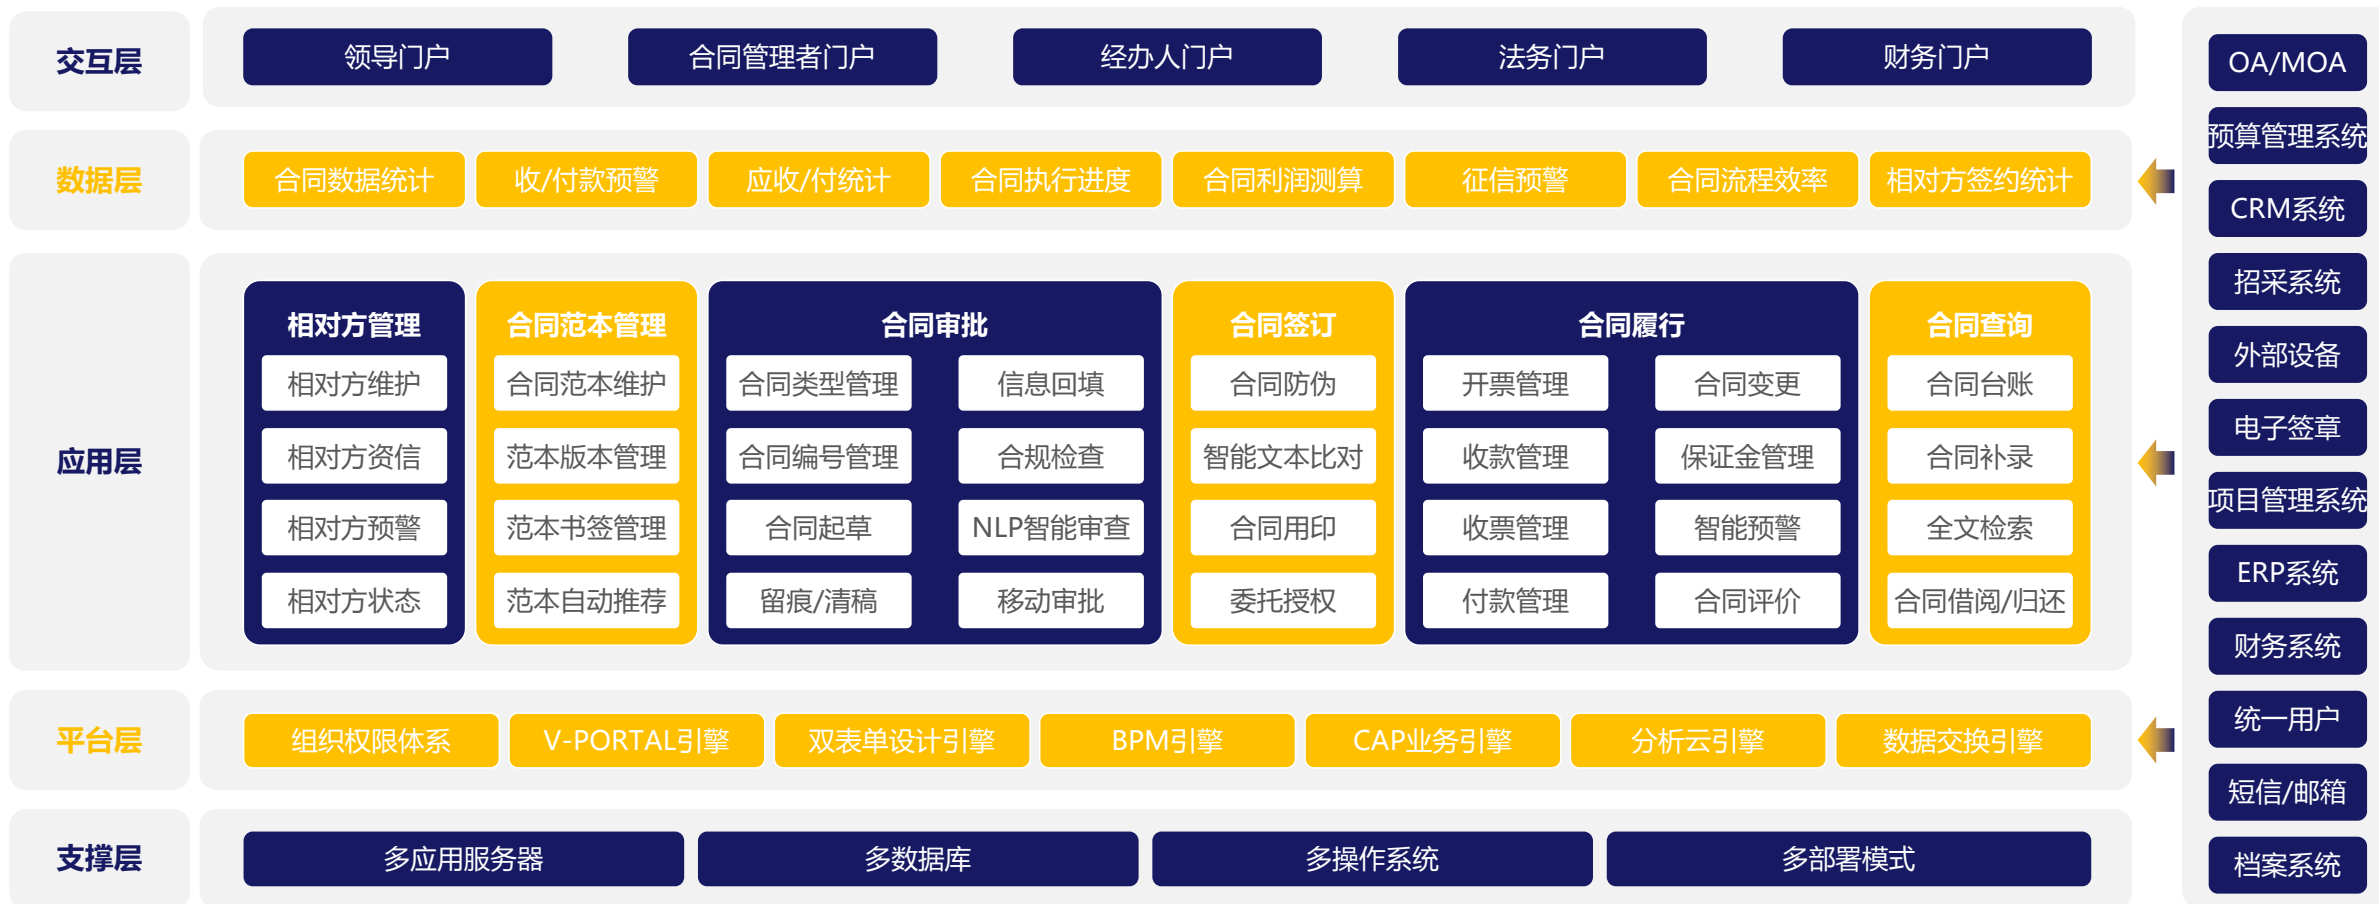 交互层
领导门户
合同管理者门户
经办人门户
法务门户
财务门户
数据层
合同数据统计
收/付款预警
应收/付统计
合同执行进度
合同利润测算
征信预警
合同流程效率
相对方签约统计
应用层
相对方管理
相对方维护
相对方资信
相对方预警
相对方状态
合同范本管理
合同范本维护
范本版本管理
范本书签管理
范本自动推荐
合同审批
合同类型管理
信息回填
合同编号管理
合规检查
合同起草
NLP智能审查
留痕/清稿
移动审批
合同签订
合同防伪
智能文本比对
合同用印
委托授权
合同履行
开票管理
合同变更
收款管理
保证金管理
收票管理
智能预警
付款管理
合同评价
合同查询
合同台账
合同补录
全文检索
合同借阅/归还
平台层
组织权限体系
V-PORTAL引擎
双表单设计引擎
BPM引擎
CAP业务引擎
分析云引擎
数据交换引擎
支撑层
多应用服务器
多数据库
多操作系统
多部署模式
OA/MOA
预算管理系统
CRM系统
招采系统
外部设备
电子签章
项目管理系统
ERP系统
财务系统
统一用户
短信/邮箱
档案系统